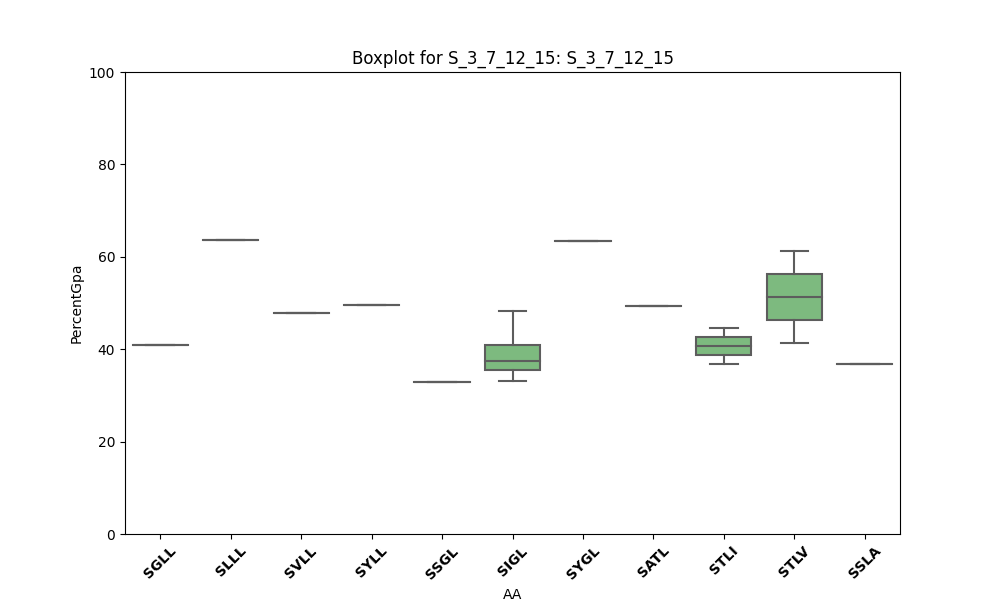 Boxplot for S_3_7_12_15: S_3_7_12_15
100
80
60
40
20
0
PercentGpa
SGLL
SLLL
SVLL
SYLL
SSGL
SIGL
SYGL
SATL
STLI
STLV
SSLA
AA